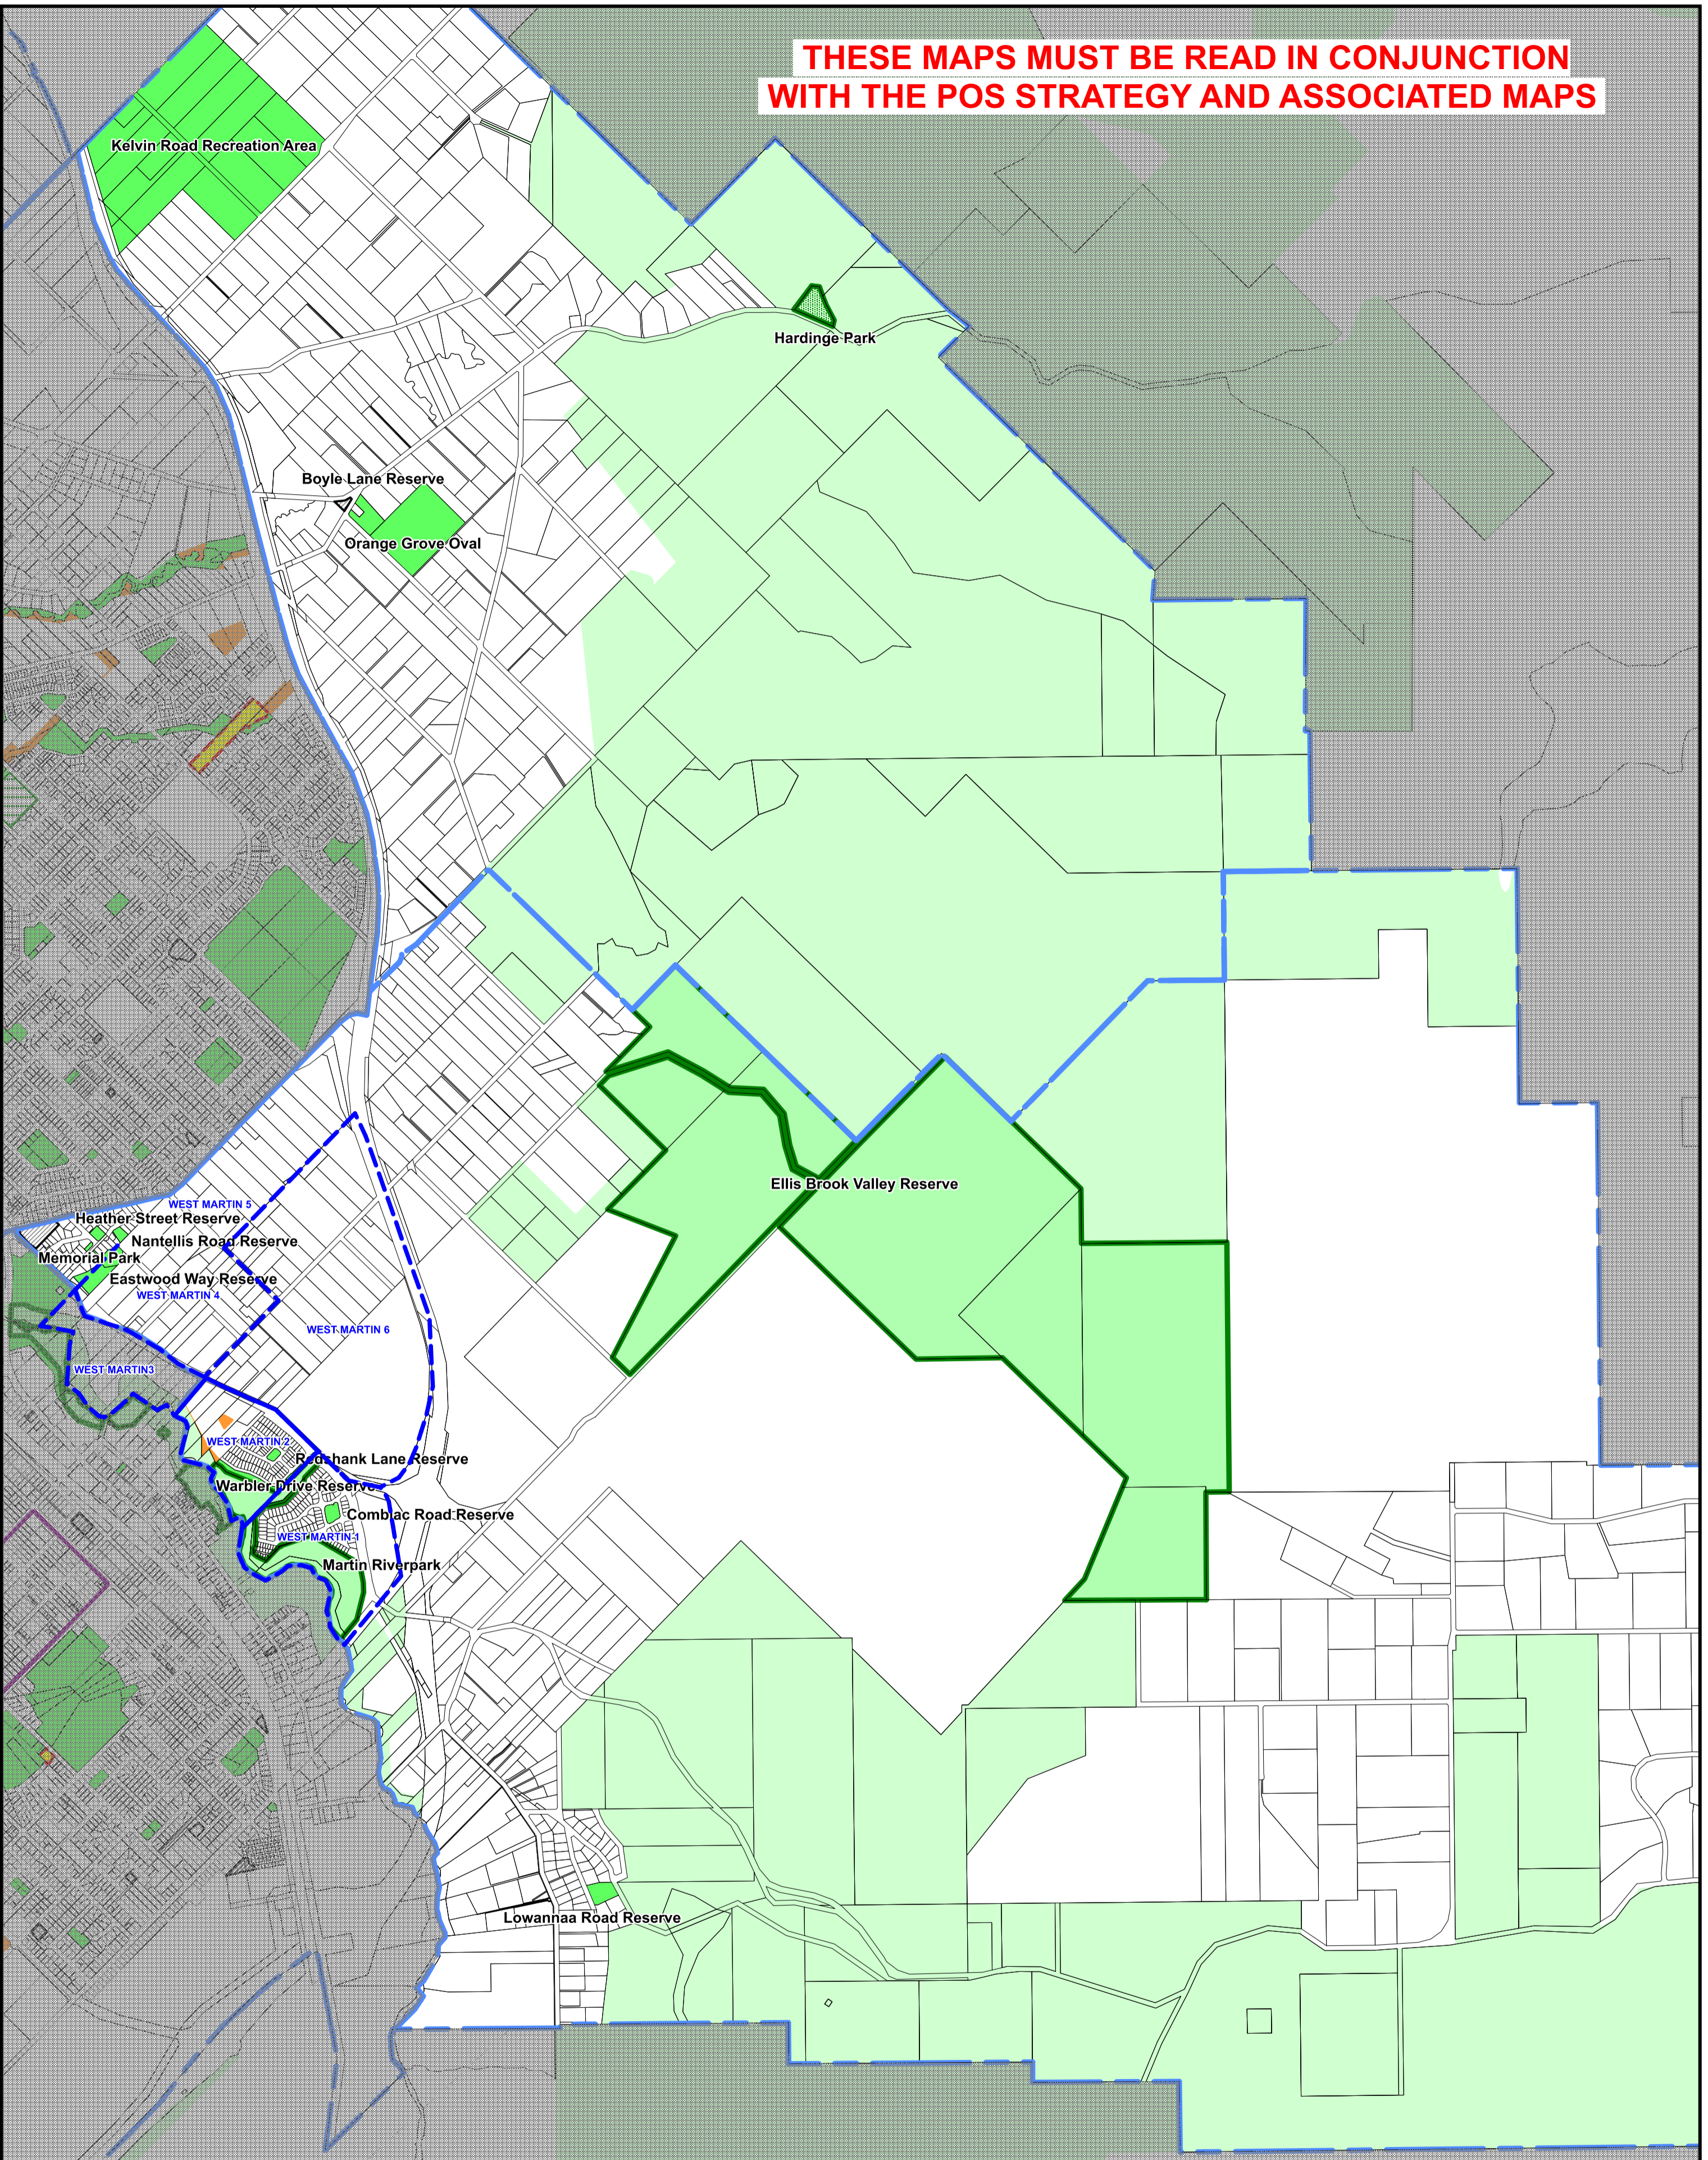 THESE MAPS MUST BE READ IN CONJUNCTION
WITH THE POS STRATEGY AND ASSOCIATED MAPS
Kelvin Road Recreation Area
Hardinge Park
Boyle Lane Reserve
Orange Grove Oval
Ellis Brook Valley Reserve
WEST MARTIN 5
Heather Street Reserve
Nantellis Road Reserve
Memorial Park
Eastwood Way Reserve
WEST MARTIN 4
WEST MARTIN 6
WEST MARTIN3
WEST MARTIN 2
Redshank Lane Reserve
Warbler Drive Reserve
Combiac Road Reserve
WEST MARTIN 1
Martin Riverpark
Lowannaa Road Reserve